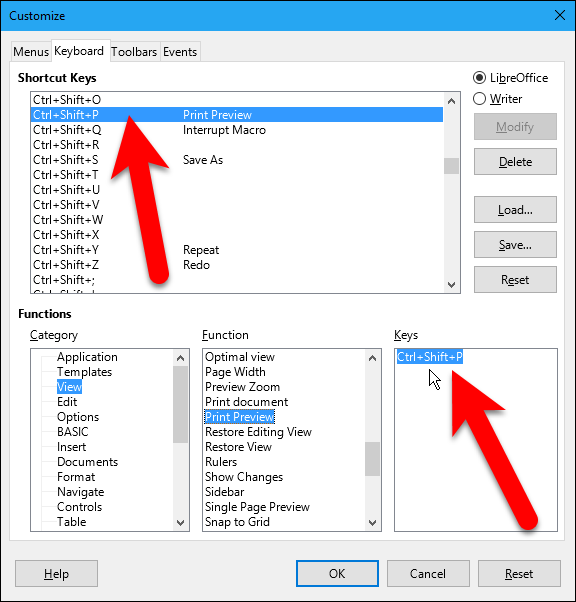 Customize
Menus Keyboard Toolbars Events
Shortcut Keys
Ctrl+Shift+O
Ctrl+Shift+P Print Preview
Ctrl+Shift+Q Interrupt Macro
Ctrl+Shift+R
Ctrl+Shift+S Save As
Ctrl+Shift+T
Ctrl+Shift+U
Ctrl+Shift+V
Ctrl+Shift+W
Ctrl+Shift+X
Ctrl+Shift+Y Repeat
Ctrl+Shift+Z Redo
Ctrl+Shift+;
LibreOffice
Writer
Modify
Delete
Load...
Save...
Reset
Functions
Category
Application
Templates
View
Edit
Options
BASIC
Insert
Documents
Format
Navigate
Controls
Table
Function
Optimal view
Page Width
Preview Zoom
Print document
Print Preview
Restore Editing View
Restore View
Rulers
Show Changes
Sidebar
Single Page Preview
Snap to Grid
Keys
Ctrl+Shift+P
Help OK Cancel Reset